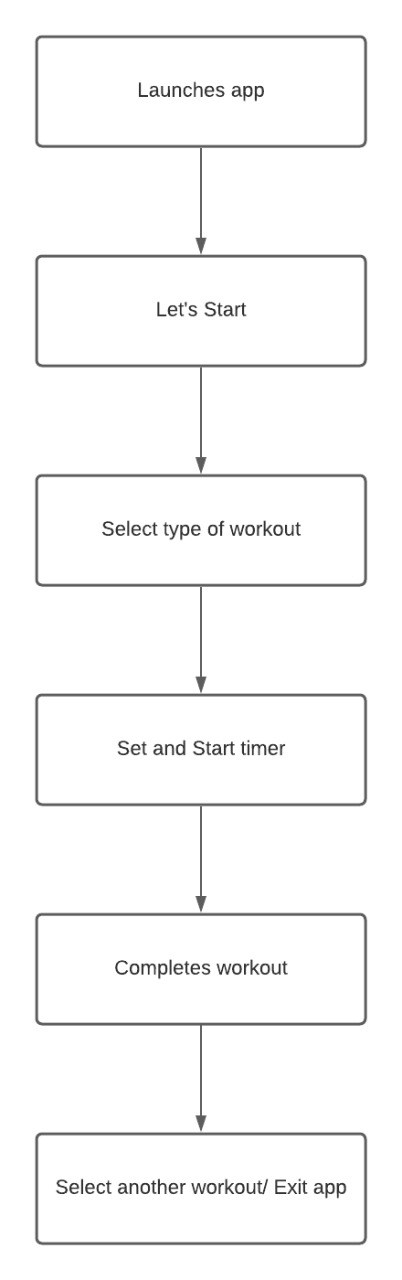 Launches app
Let's Start
Select type of workout
Set and Start timer
Completes workout
Select another workout/ Exit app